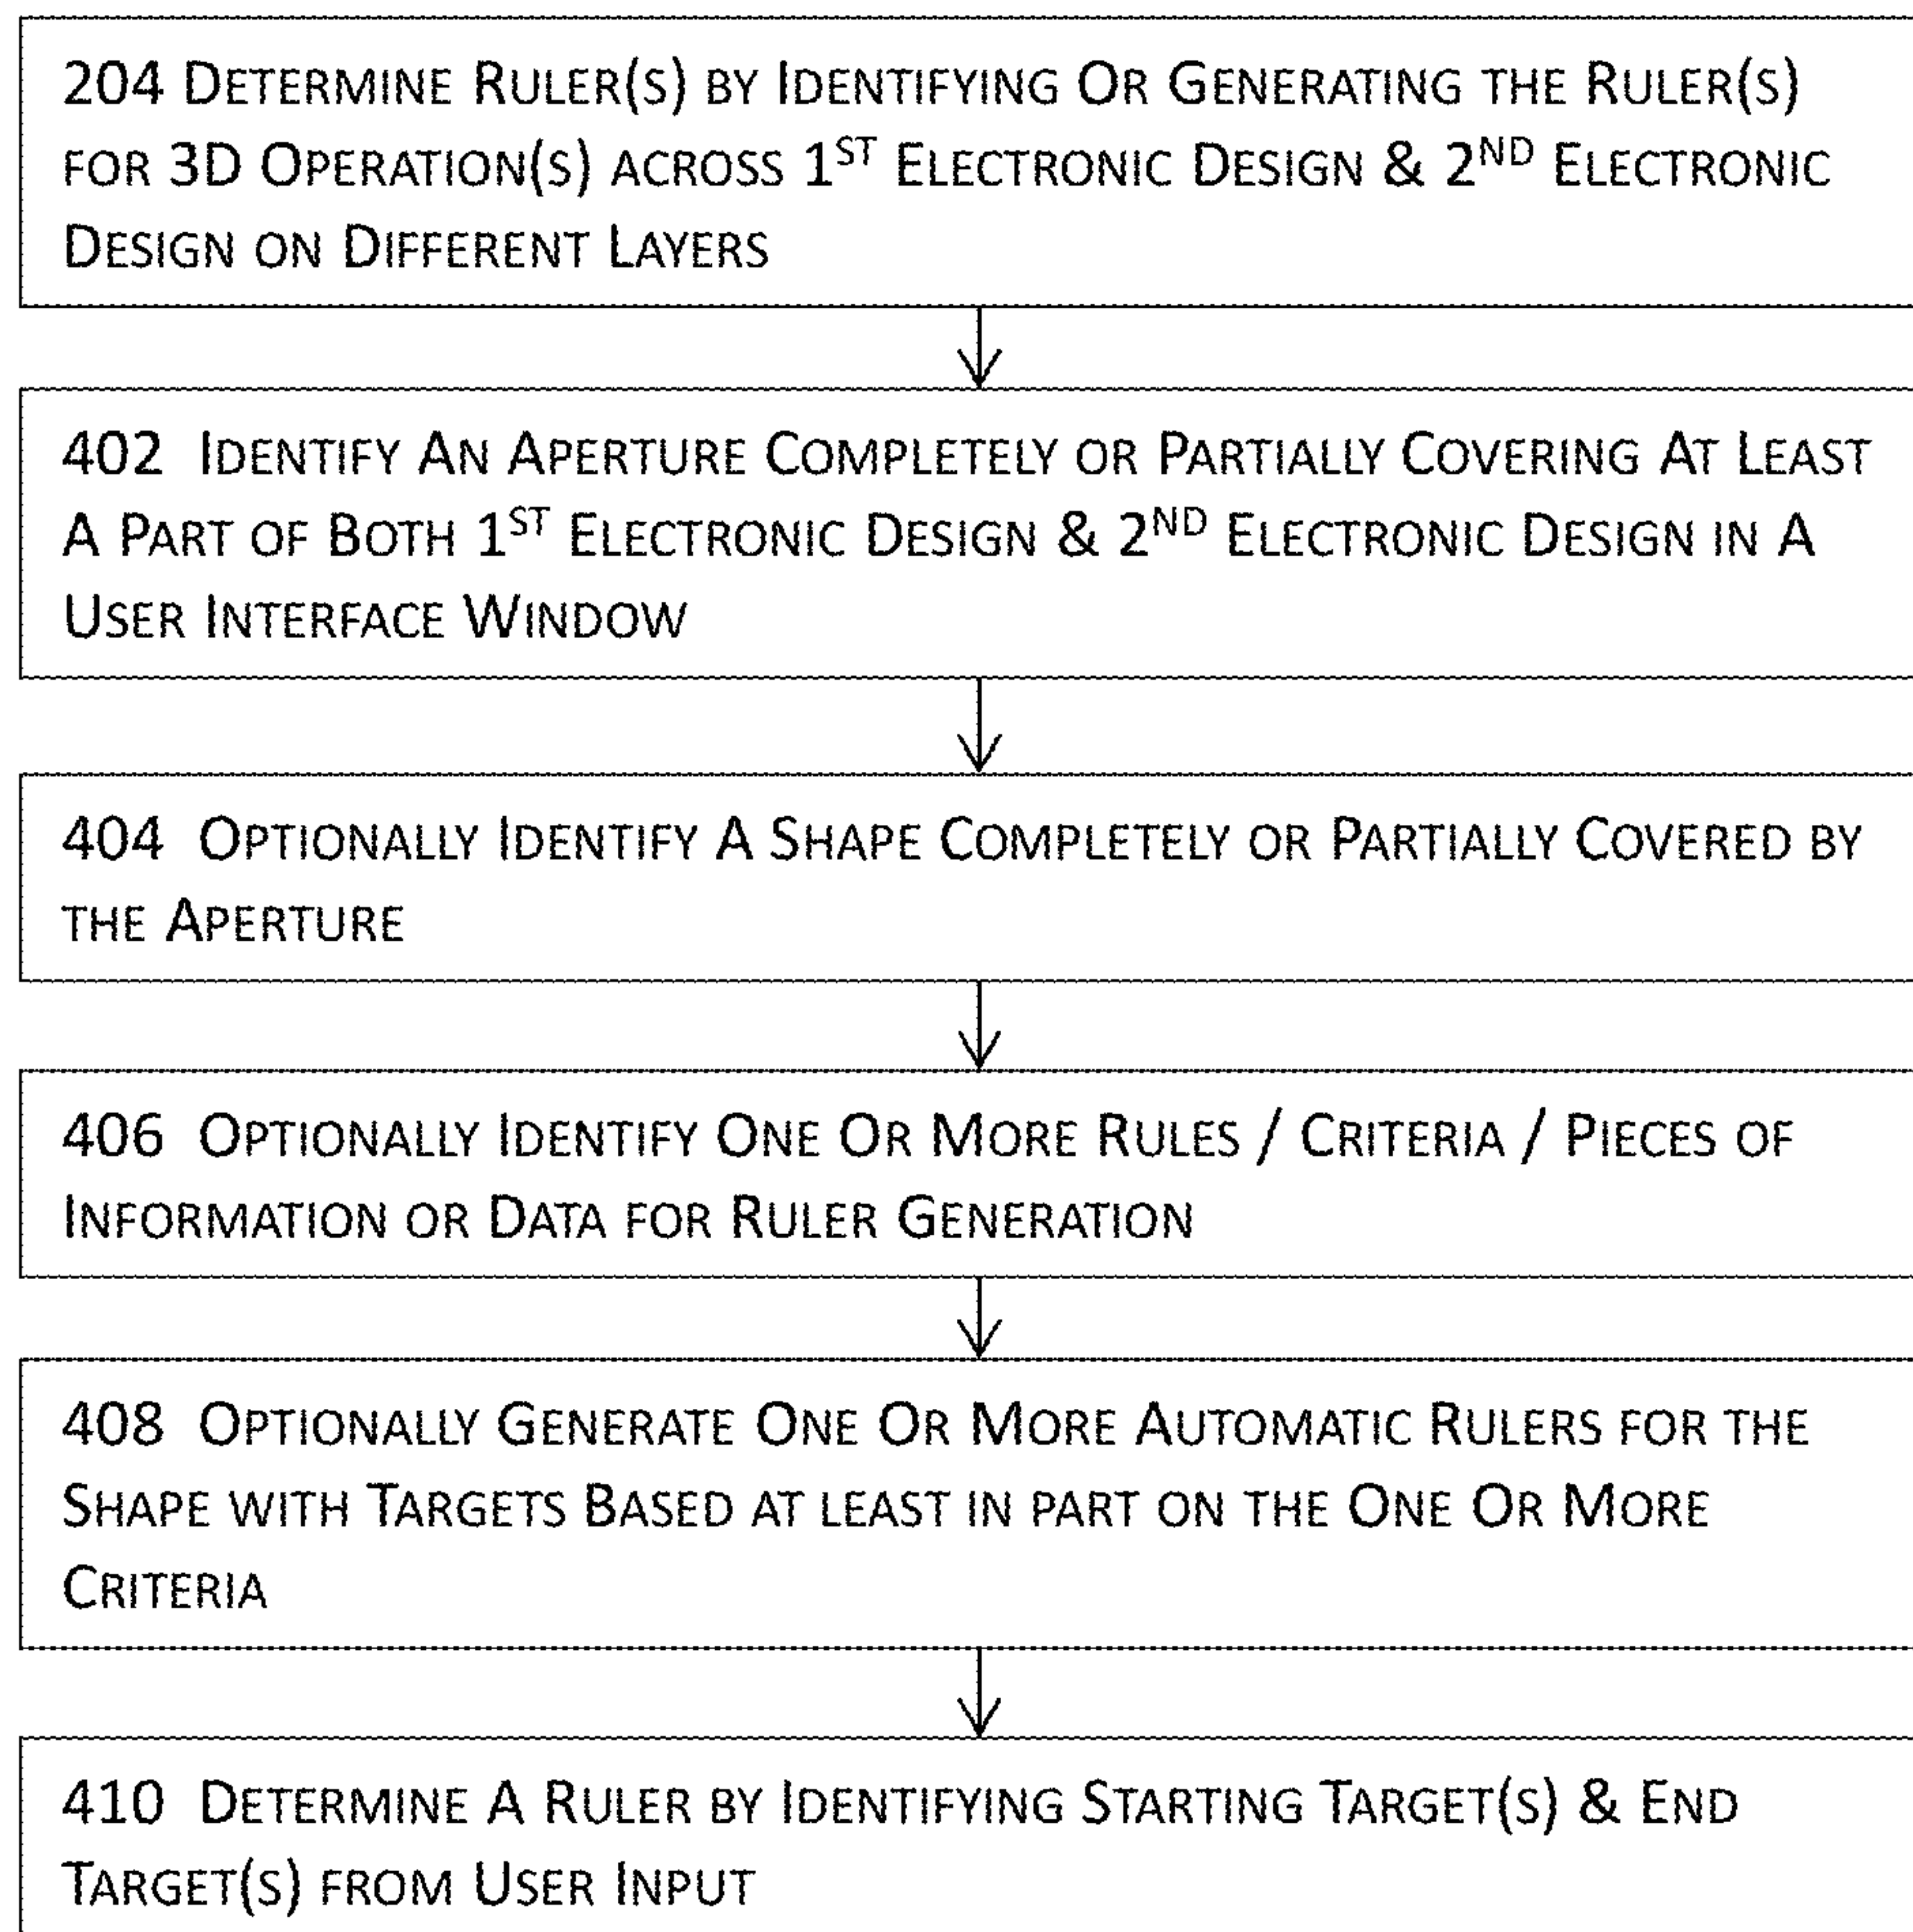 204 Determine Ruler(s) by Identifying Or Generating the Ruler(s)
for 3D Operation(s) across 1st Electronic Design & 2nd Electronic
Design on Different Layers
402 Identify An Aperture Completely or Partially Covering At Least
A Part of Both 1st Electronic Design & 2nd Electronic Design in A
User Interface Window
404 Optionally Identify A Shape Completely or Partially Covered by
the Aperture
406 Optionally Identify One Or More Rules / Criteria / Pieces of
Information or Data for Ruler Generation
408 Optionally Generate One Or More Automatic Rulers for the
Shape with Targets Based at least in part on the One Or More
Criteria
410 Determine A Ruler by Identifying Starting Target(s) & End
Target(s) from User Input